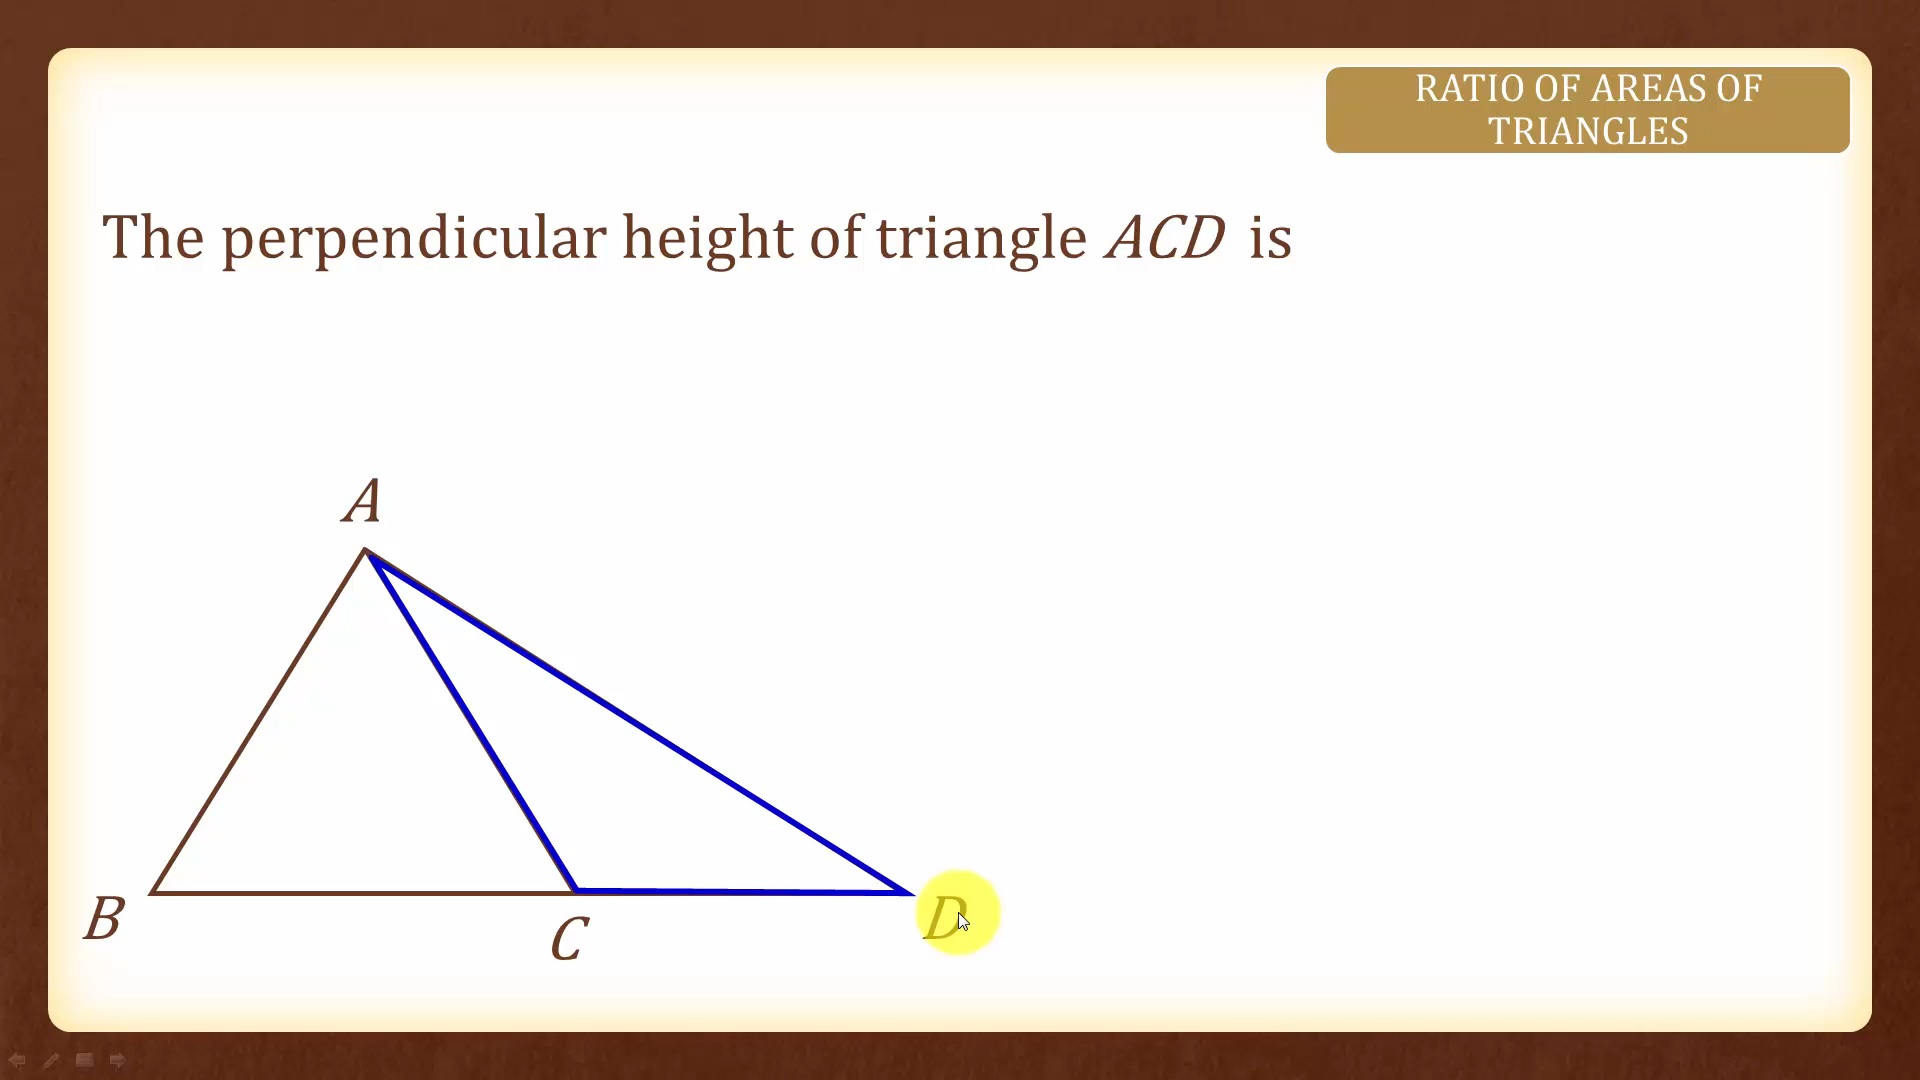 RATIO OF AREAS OF
TRIANGLES
The perpendicular height of triangle ACD is
A
B
C
D